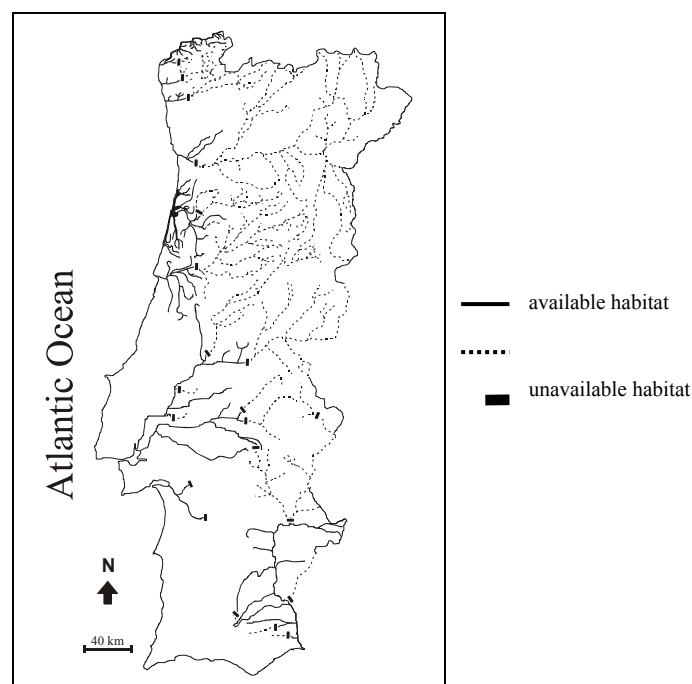 Atlantic Ocean
N
40 km
available habitat
unavailable habitat